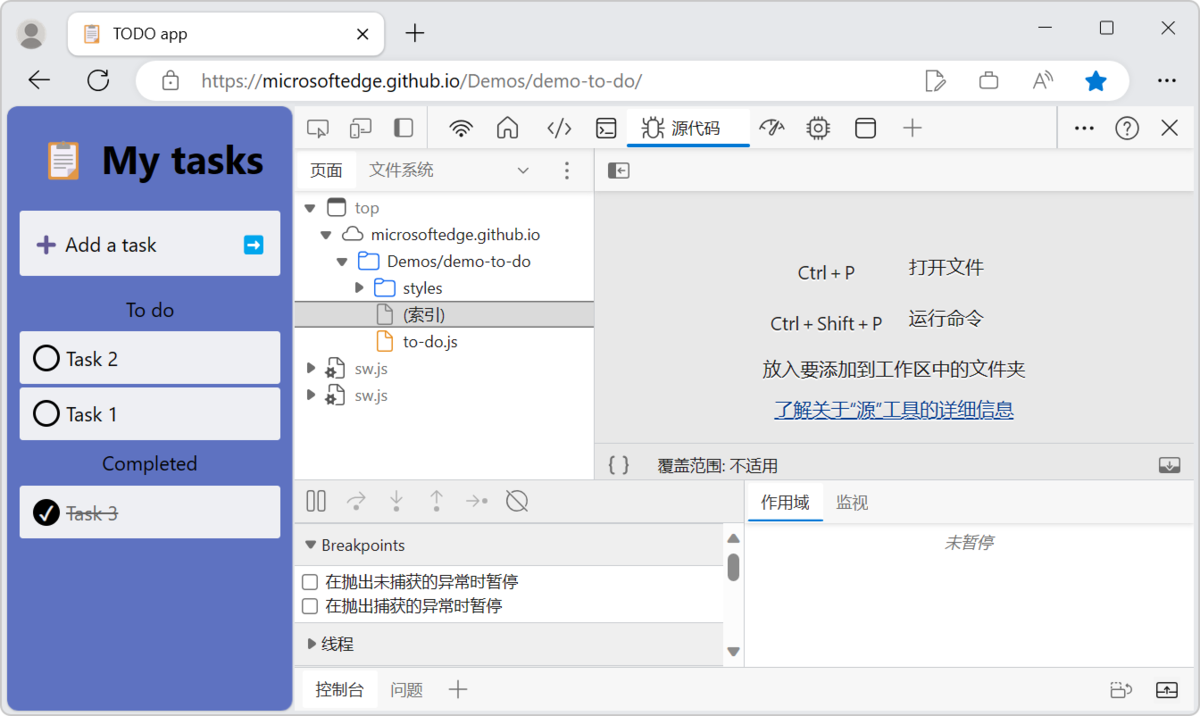 TODO app
https://microsoftedge.github.io/Demos/demo-to-do/
My tasks
Add a task
To do
Task 2
Task 1
Completed
Task 3
源代码
页面 文件系统
top
microsoftedge.github.io
Demos/demo-to-do
styles
(索引)
to-do.js
sw.js
sw.js
Ctrl + P 打开文件
Ctrl + Shift + P 运行命令
放入要添加到工作区中的文件夹
了解关于“源”工具的详细信息
{ } 覆盖范围: 不适用
作用域 监视
未暂停
Breakpoints
在抛出未捕获的异常时暂停
在抛出捕获的异常时暂停
线程
控制台 问题